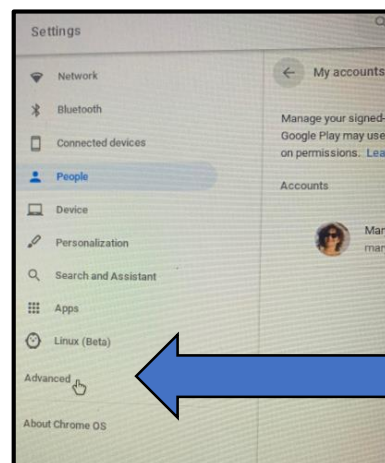 Settings
Network
Bluetooth
Connected devices
People
Device
Personalization
Search and Assistant
Apps
Linux (Beta)
Advanced
About Chrome OS
My accounts
Manage your signed-
Google Play may use
on permissions. Lea
Accounts
Mar
mar